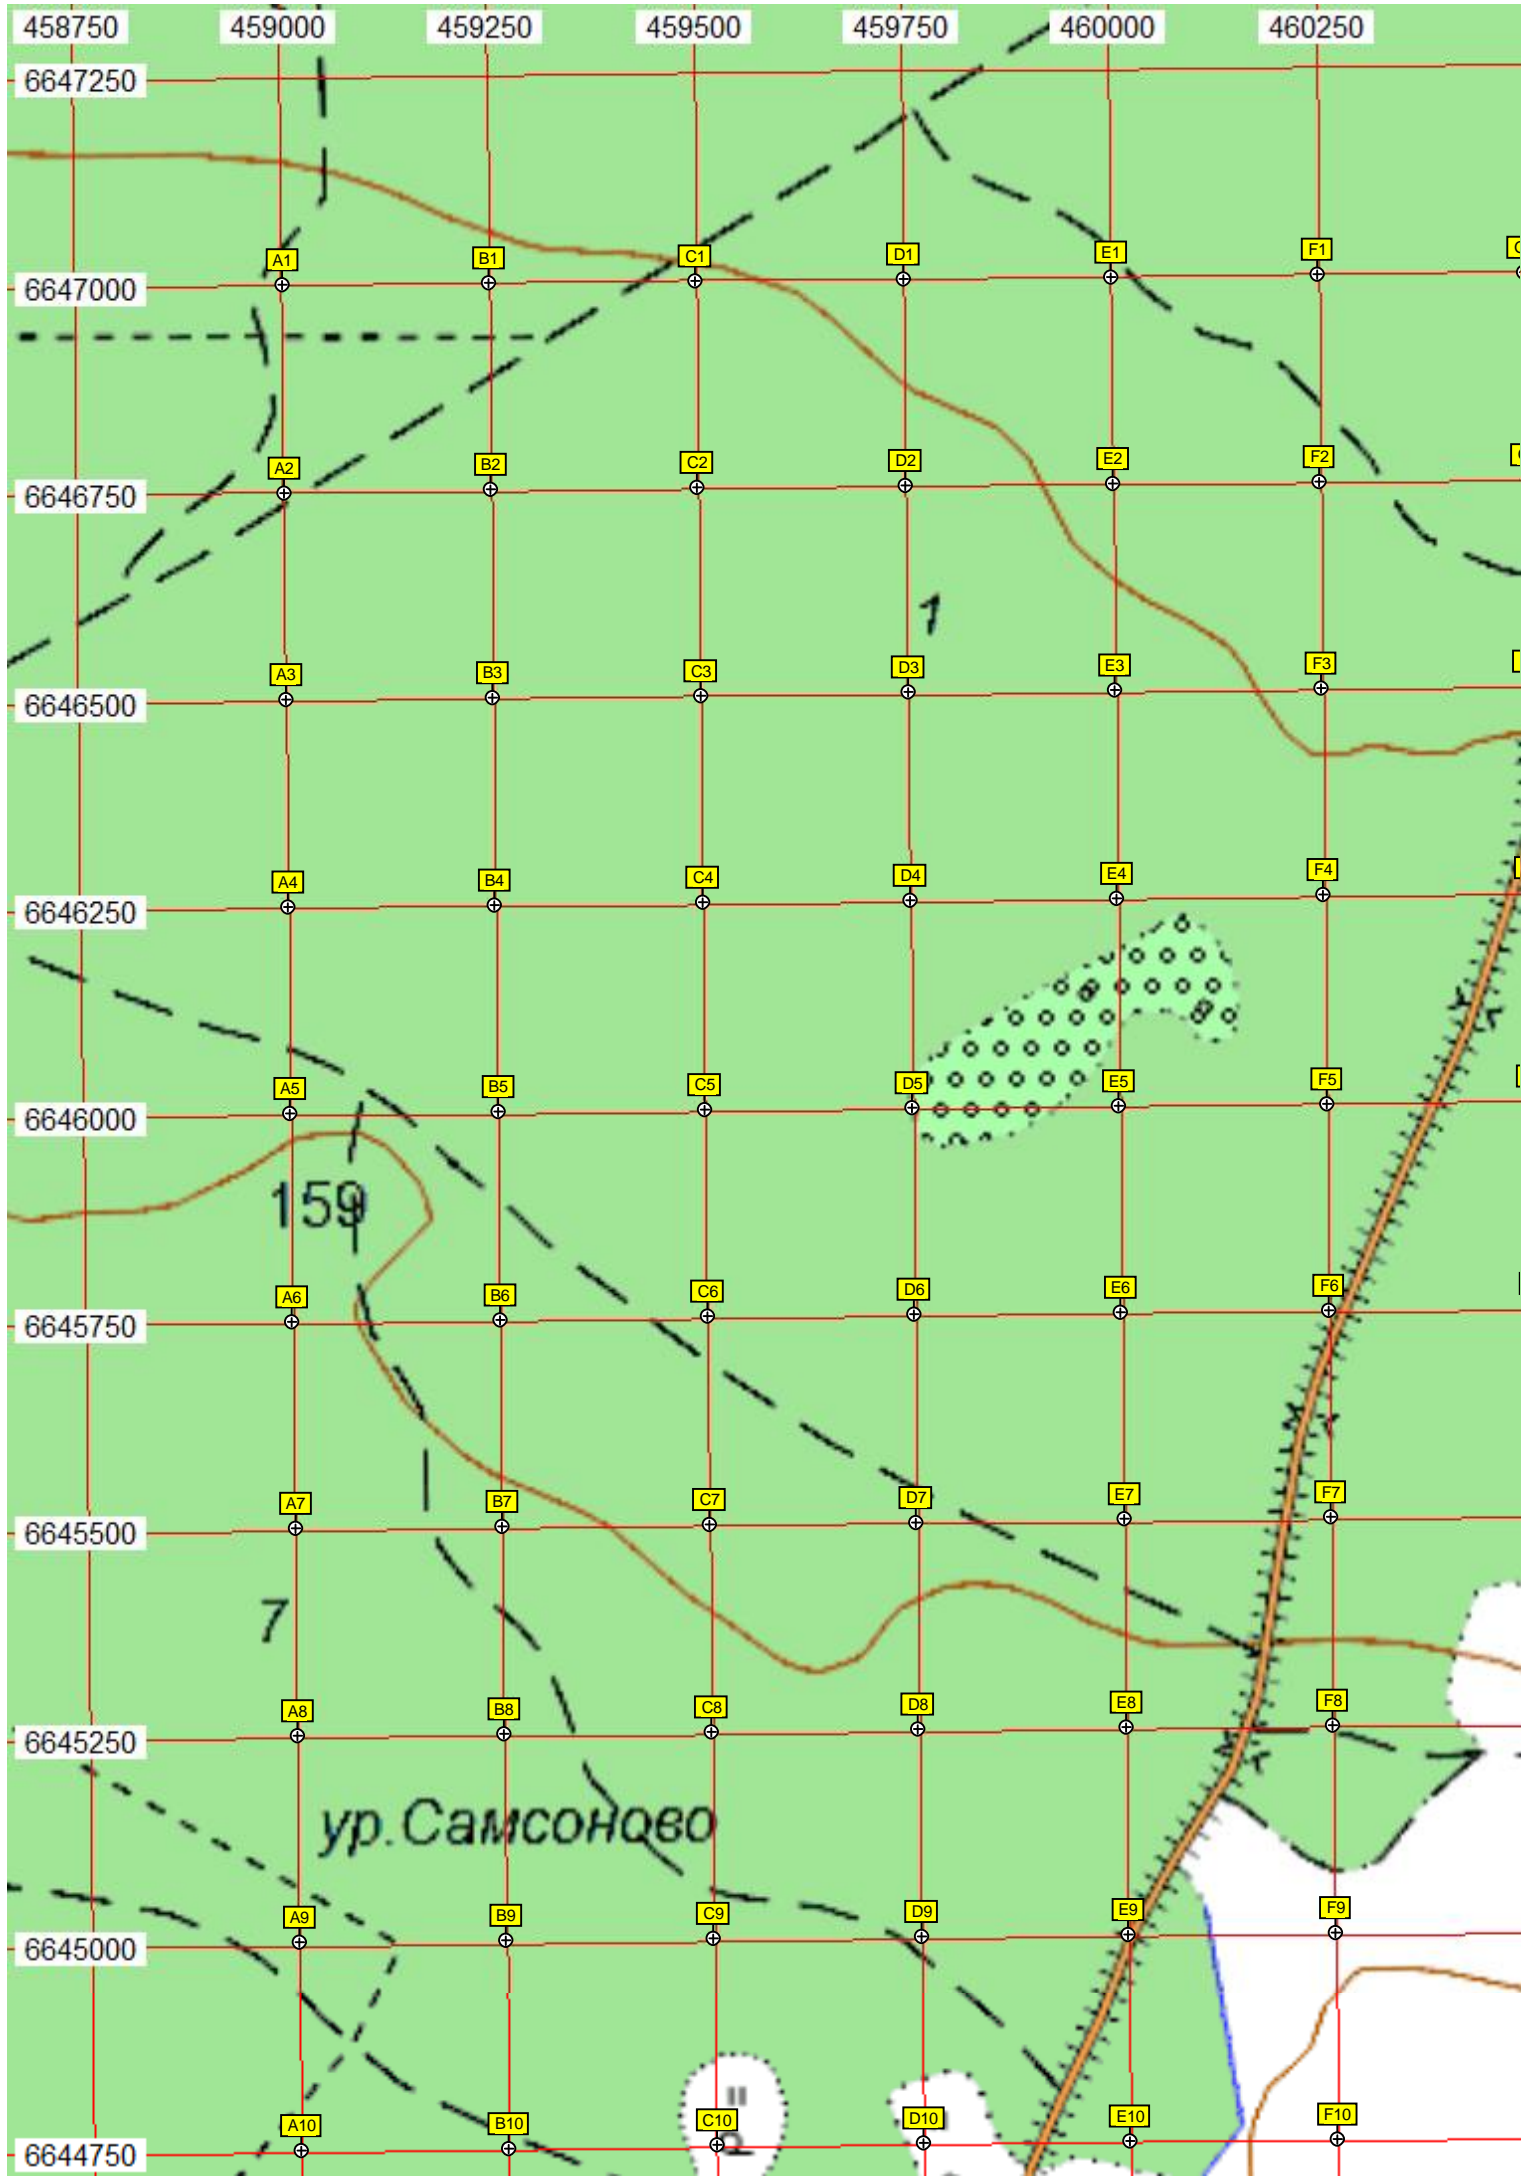 458750 459000 459250 459500 459750 460000 460250
6647250
A1 B1 C1 D1 E1 F1
6647000
A2 B2 C2 D2 E2 F2
6646750
1
A3 B3 C3 D3 E3 F3
6646500
A4 B4 C4 D4 E4 F4
6646250
A5 B5 C5 D5 E5 F5
6646000
159
A6 B6 C6 D6 E6 F6
6645750
A7 B7 C7 D7 E7 F7
6645500
7
A8 B8 C8 D8 E8 F8
6645250
ур.Самсоново
A9 B9 C9 D9 E9 F9
6645000
A10 B10 C10 D10 E10 F10
6644750